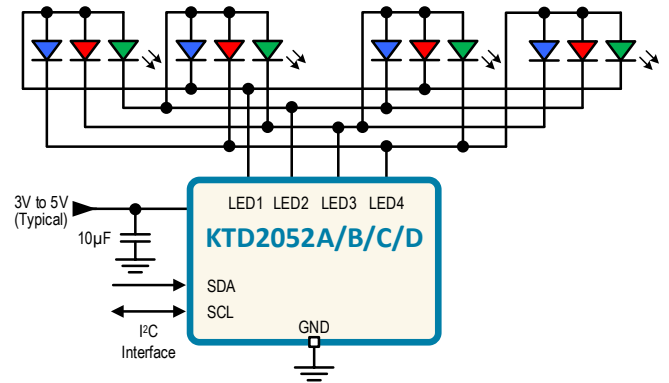 3V to 5V
(Typical)
10µF
LED1 LED2 LED3 LED4
KTD2052A/B/C/D
SDA
SCL
I²C
Interface
GND